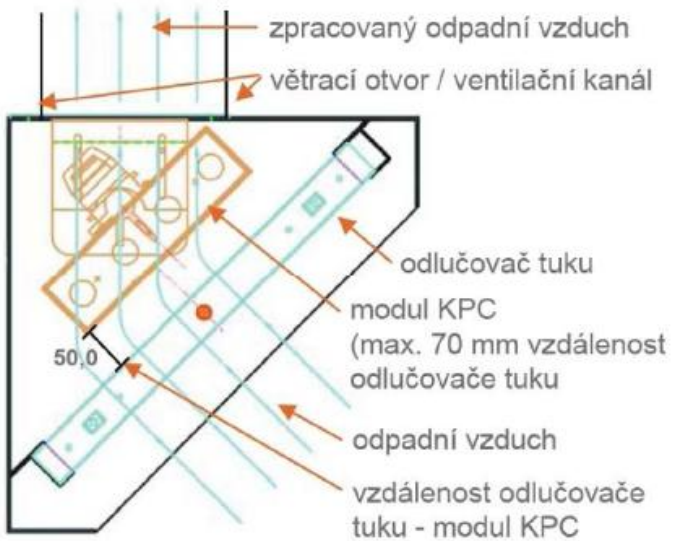 zpracovaný odpadní vzduch
větrací otvor / ventilační kanál
odlučovač tuku
modul KPC
(max. 70 mm vzdálenost
odlučovače tuku
50,0
odpadní vzduch
vzdálenost odlučovače
tuku - modul KPC